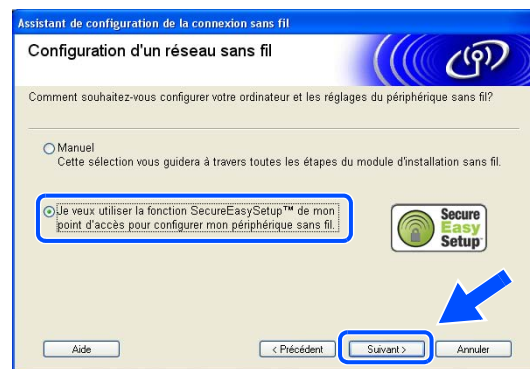 Assistant de configuration de la connexion sans fil
Configuration d'un réseau sans fil
Comment souhaitez-vous configurer votre ordinateur et les réglages du périphérique sans fil?
Manuel
Cette sélection vous guidera à travers toutes les étapes du module d'installation sans fil.
Je veux utiliser la fonction SecureEasySetup™ de mon
point d'accès pour configurer mon périphérique sans fil.
Secure
Easy
Setup
Aide
< Précédent
Suivant >
Annuler